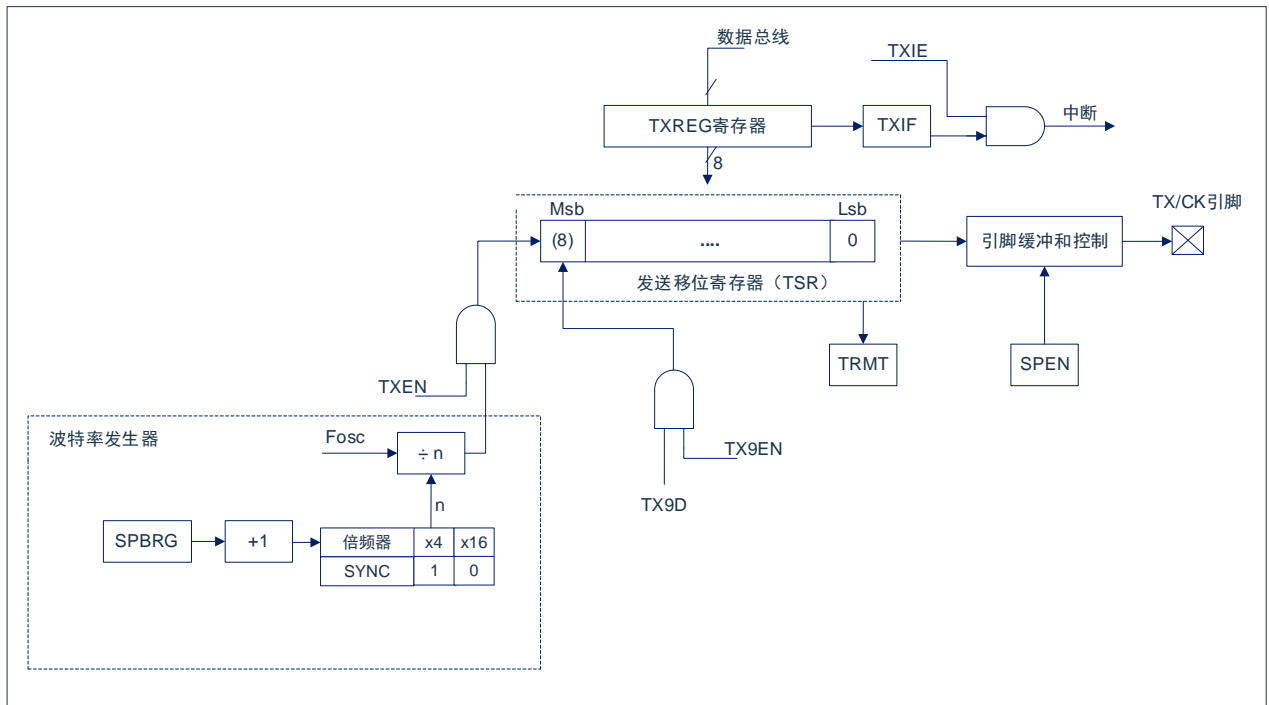 数据总线
TXIE
TXREG寄存器
TXIF
中断
8
Msb
Lsb
TX/CK引脚
(8)
....
0
引脚缓冲和控制
发送移位寄存器（TSR）
TRMT
SPEN
TXEN
波特率发生器
Fosc
÷ n
TX9EN
n
TX9D
SPBRG
+1
倍频器 x4 x16
SYNC 1 0